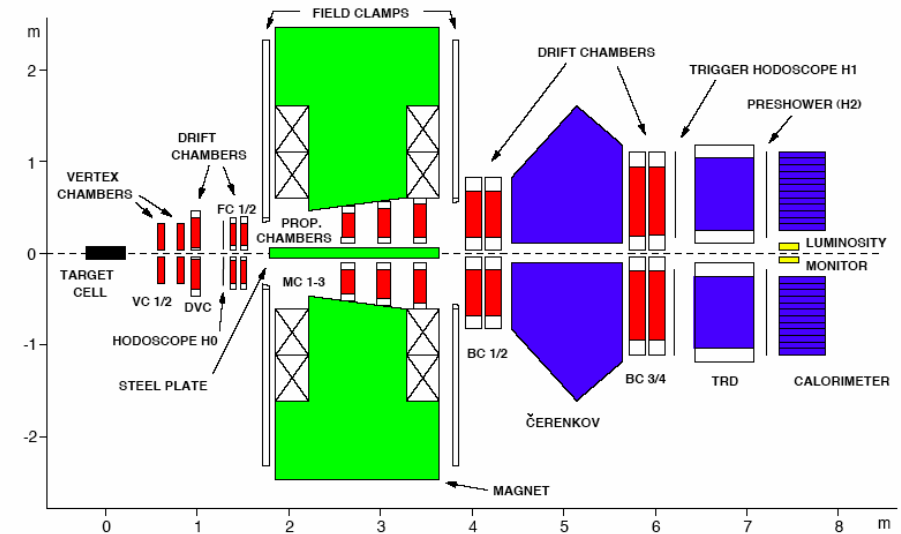 FIELD CLAMPS
m
2
1
0
-1
-2
DRIFT CHAMBERS
TRIGGER HODOSCOPE H1
PRESHOWER (H2)
DRIFT
CHAMBERS
VERTEX
CHAMBERS
FC 1/2
PROP.
CHAMBERS
LUMINOSITY
MONITOR
TARGET
CELL
VC 1/2
DVC
MC 1-3
HODOSCOPE H0
STEEL PLATE
BC 1/2
BC 3/4
TRD
CALORIMETER
ČERENKOV
MAGNET
0
1
2
3
4
5
6
7
8
m